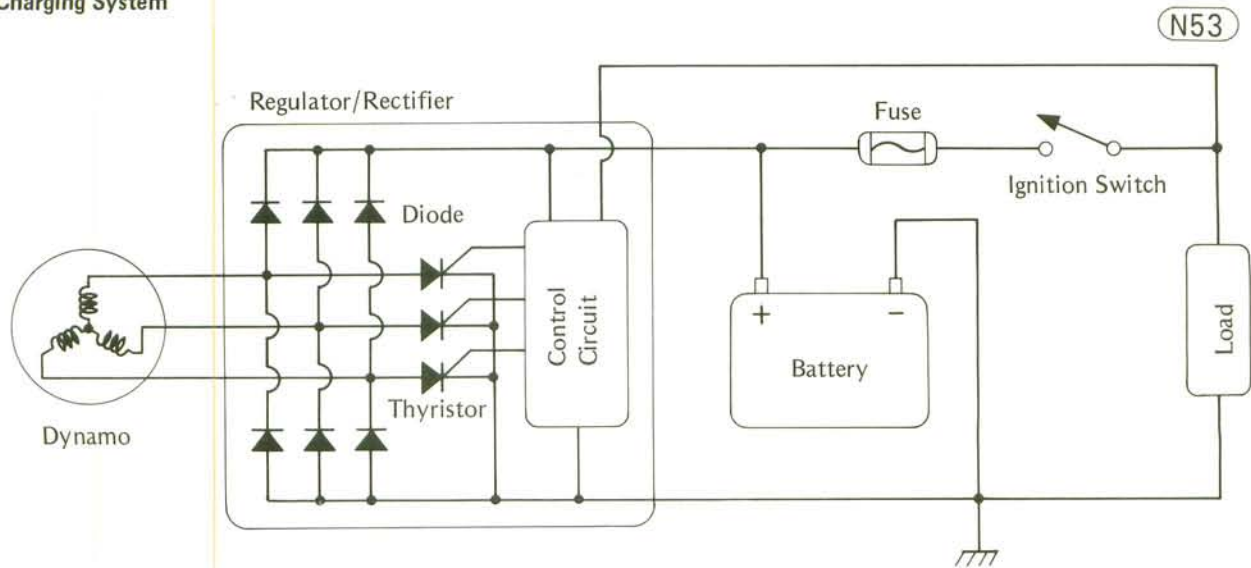 Charging System
N53
Regulator/Rectifier
Fuse
Ignition Switch
Diode
Control
Circuit
Load
+ −
Battery
Thyristor
Dynamo